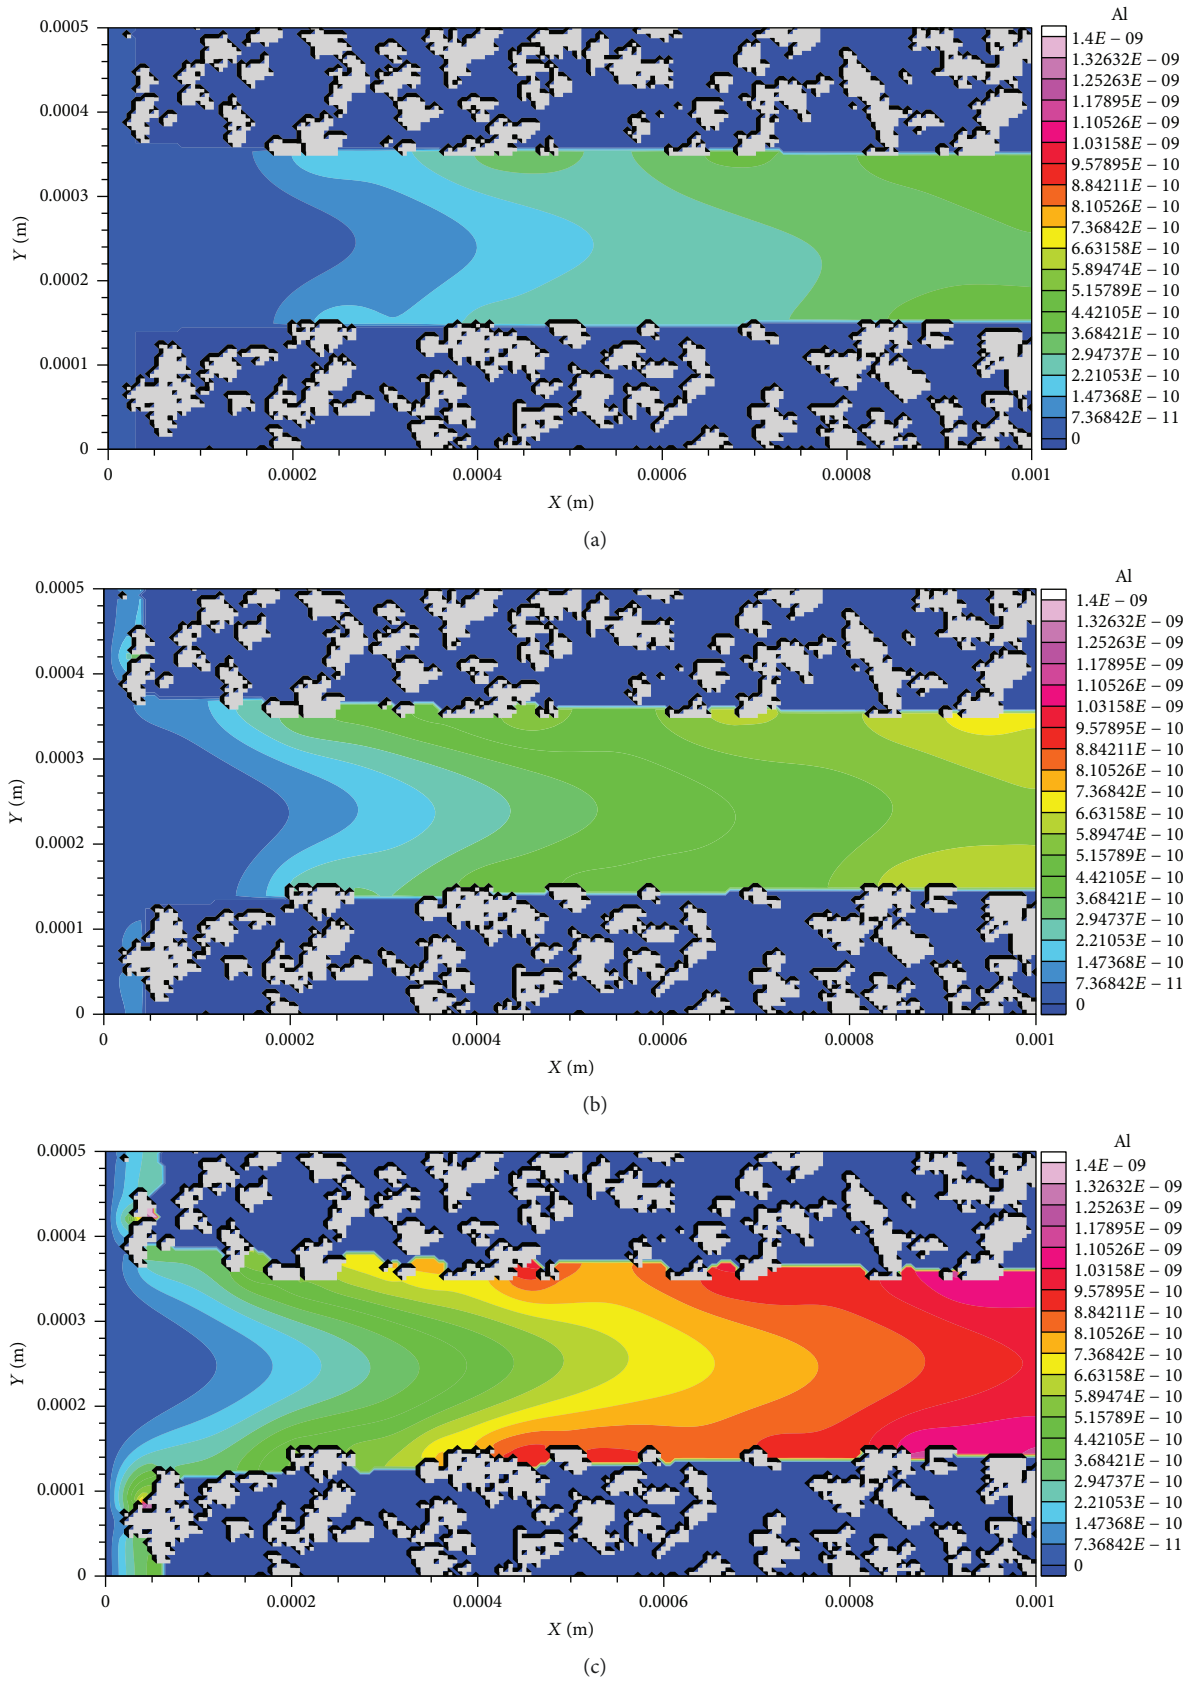 Al
0.0005
0.0004
0.0003
0.0002
0.0001
0
Y (m)
0
0.0002
0.0004
0.0006
0.0008
0.001
X (m)
1.4E – 09
1.32632E – 09
1.25263E – 09
1.17895E – 09
1.10526E – 09
1.03158E – 09
9.57895E – 10
8.84211E – 10
8.10526E – 10
7.36842E – 10
6.63158E – 10
5.89474E – 10
5.15789E – 10
4.42105E – 10
3.68421E – 10
2.94737E – 10
2.21053E – 10
1.47368E – 10
7.36842E – 11
0
(a)
Al
0.0005
0.0004
0.0003
0.0002
0.0001
0
Y (m)
0
0.0002
0.0004
0.0006
0.0008
0.001
X (m)
1.4E – 09
1.32632E – 09
1.25263E – 09
1.17895E – 09
1.10526E – 09
1.03158E – 09
9.57895E – 10
8.84211E – 10
8.10526E – 10
7.36842E – 10
6.63158E – 10
5.89474E – 10
5.15789E – 10
4.42105E – 10
3.68421E – 10
2.94737E – 10
2.21053E – 10
1.47368E – 10
7.36842E – 11
0
(b)
Al
0.0005
0.0004
0.0003
0.0002
0.0001
0
Y (m)
0
0.0002
0.0004
0.0006
0.0008
0.001
X (m)
1.4E – 09
1.32632E – 09
1.25263E – 09
1.17895E – 09
1.10526E – 09
1.03158E – 09
9.57895E – 10
8.84211E – 10
8.10526E – 10
7.36842E – 10
6.63158E – 10
5.89474E – 10
5.15789E – 10
4.42105E – 10
3.68421E – 10
2.94737E – 10
2.21053E – 10
1.47368E – 10
7.36842E – 11
0
(c)